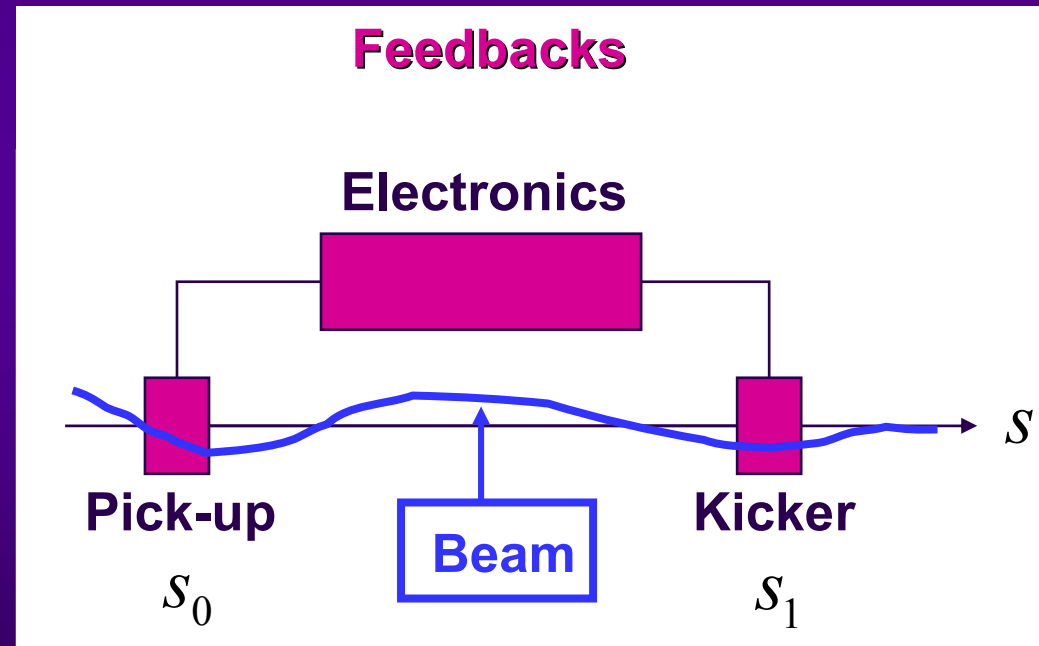 Feedbacks
Electronics
s
Pick-up
Kicker
Beam
s₀
s₁